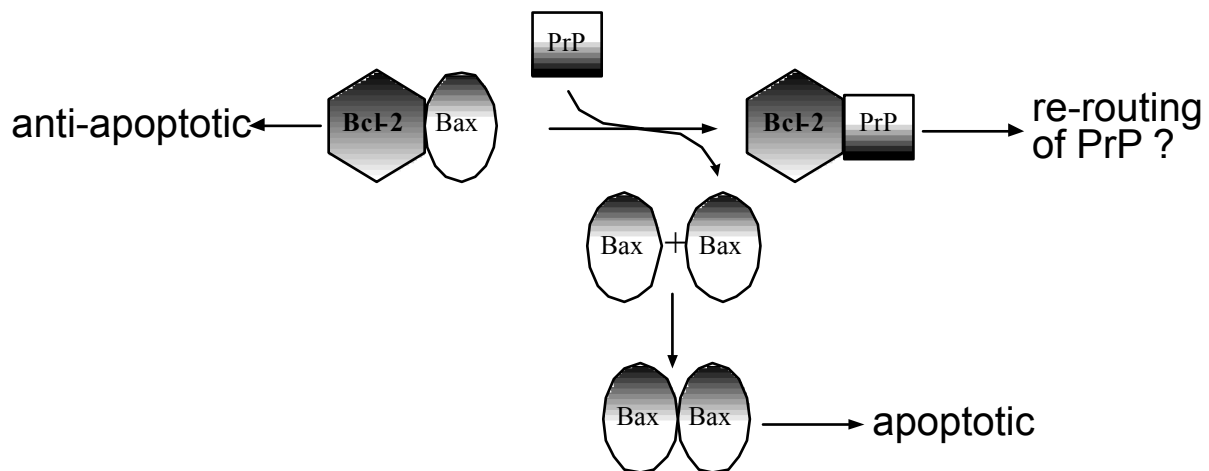 PrP
anti-apoptotic
Bcl-2 Bax
Bcl-2 PrP
re-routing
of PrP ?
Bax + Bax
Bax Bax
apoptotic